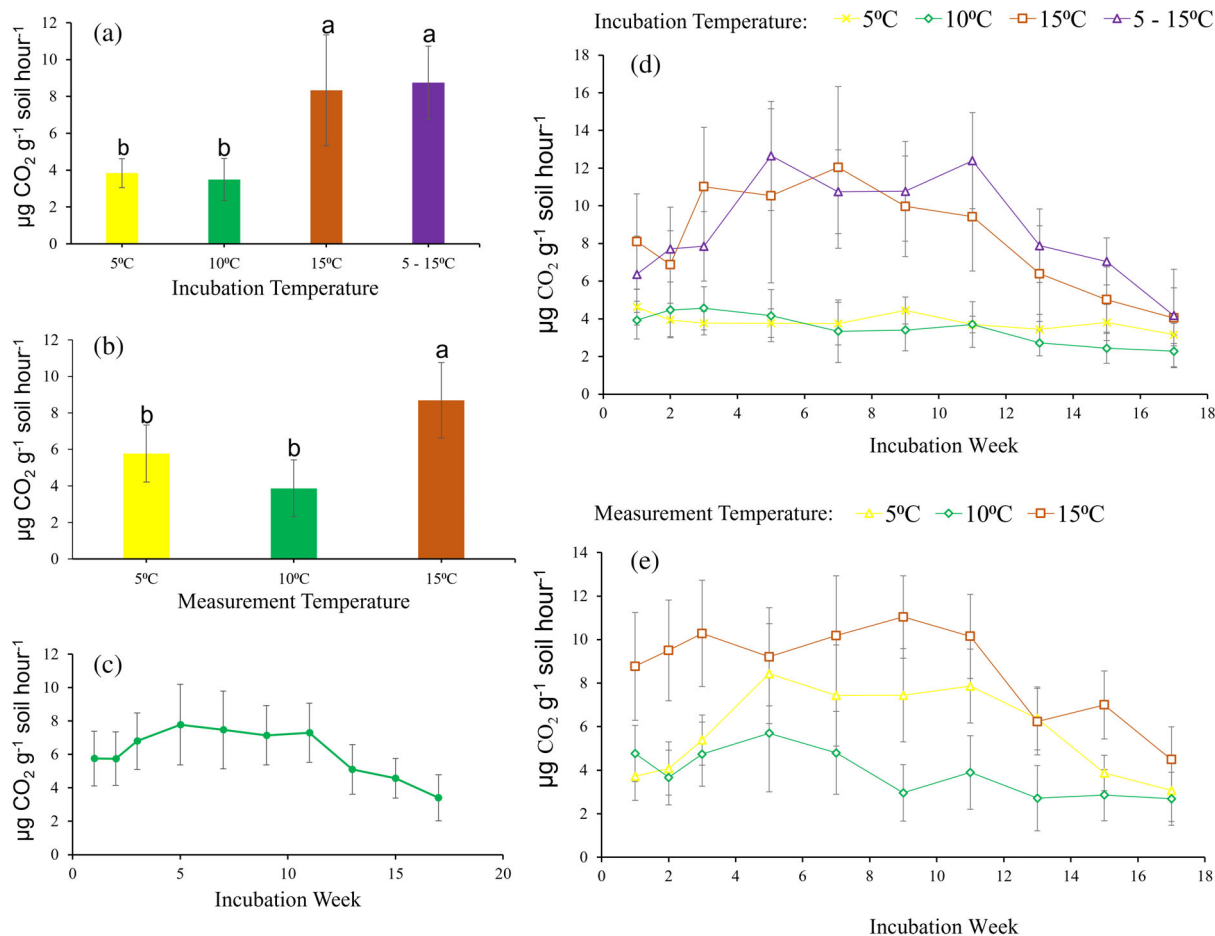 (a)
µg CO₂ g⁻¹ soil hour⁻¹
12
10
8
6
4
2
0
b
b
a
a
5ºC
10ºC
15ºC
5 - 15ºC
Incubation Temperature
(b)
µg CO₂ g⁻¹ soil hour⁻¹
12
10
8
6
4
2
0
b
b
a
5ºC
10ºC
15ºC
Measurement Temperature
(c)
µg CO₂ g⁻¹ soil hour⁻¹
12
10
8
6
4
2
0
0
5
10
15
20
Incubation Week
Incubation Temperature: 5ºC 10ºC 15ºC 5 - 15ºC
(d)
µg CO₂ g⁻¹ soil hour⁻¹
18
16
14
12
10
8
6
4
2
0
0 2 4 6 8 10 12 14 16 18
Incubation Week
Measurement Temperature: 5ºC 10ºC 15ºC
(e)
µg CO₂ g⁻¹ soil hour⁻¹
14
12
10
8
6
4
2
0
0 2 4 6 8 10 12 14 16 18
Incubation Week